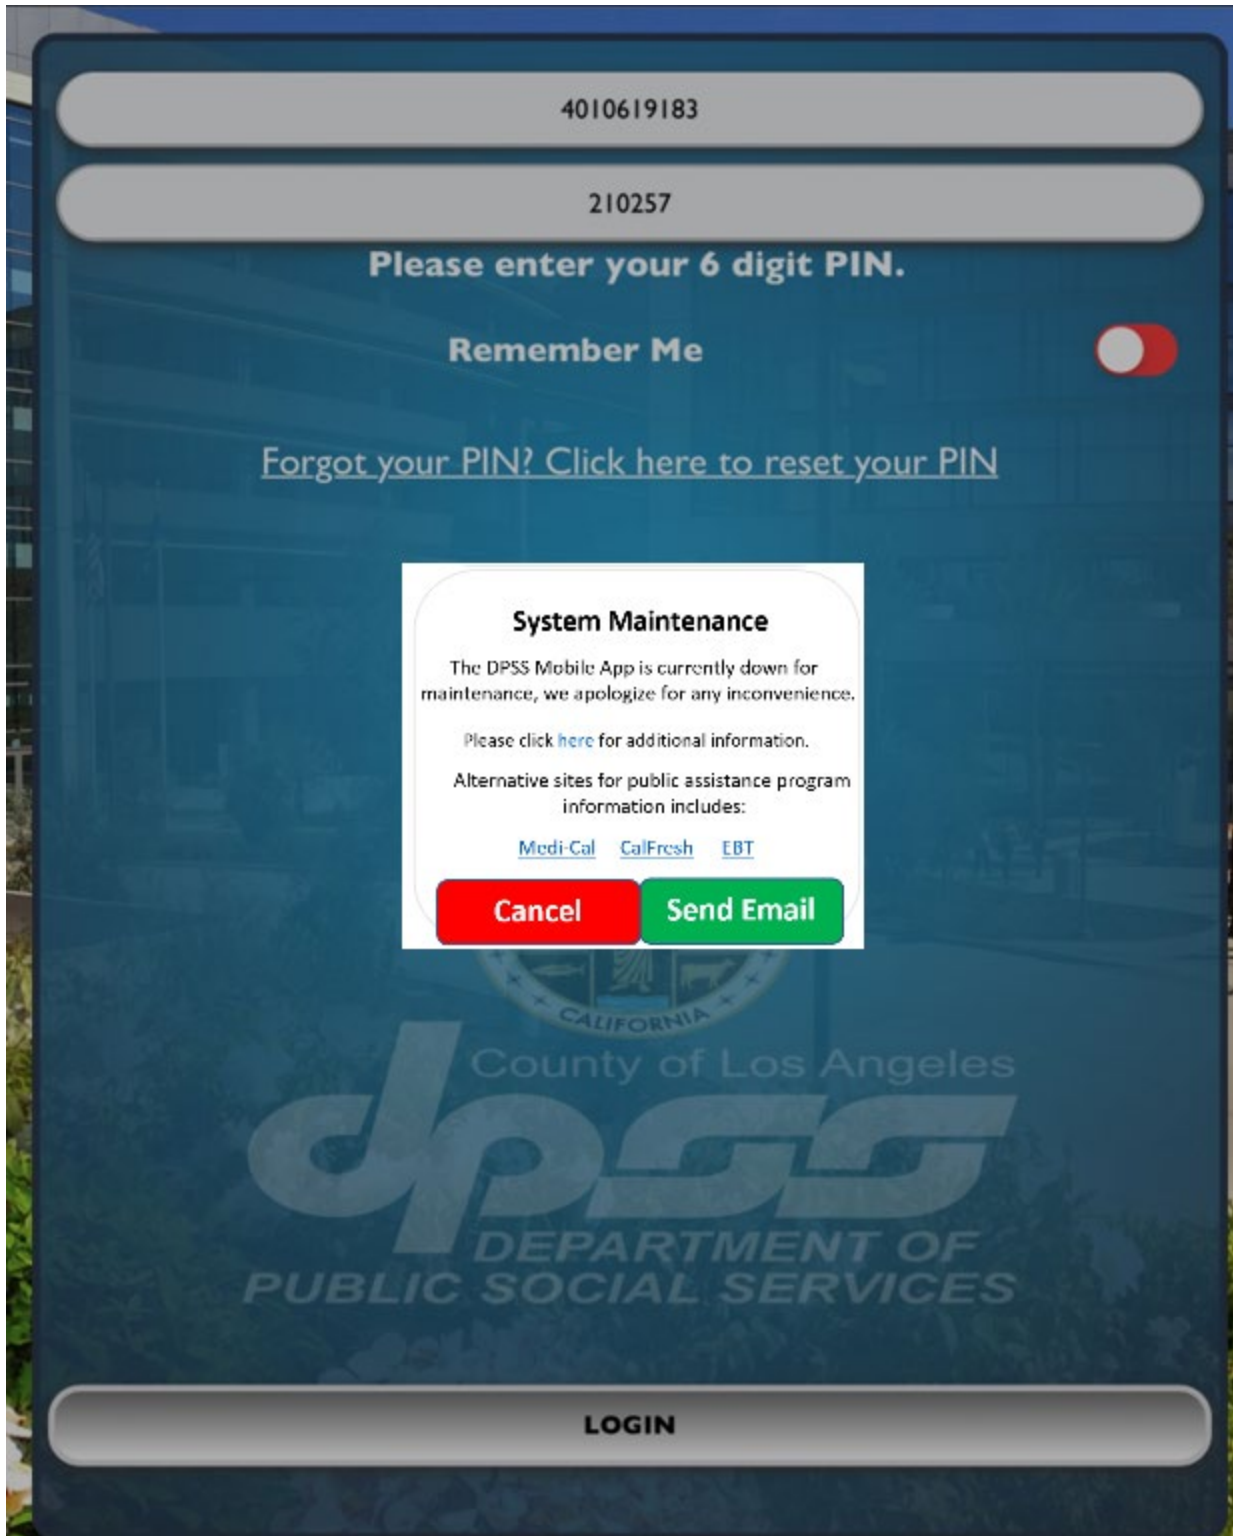 4010619183
210257
Please enter your 6 digit PIN.
Remember Me
Forgot your PIN? Click here to reset your PIN
System Maintenance
The DPSS Mobile App is currently down for
maintenance, we apologize for any inconvenience.
Please click here for additional information.
Alternative sites for public assistance program
information includes:
Medi-Cal CalFresh EBT
Cancel Send Email
CALIFORNIA
County of Los Angeles
dpss
DEPARTMENT OF
PUBLIC SOCIAL SERVICES
LOGIN